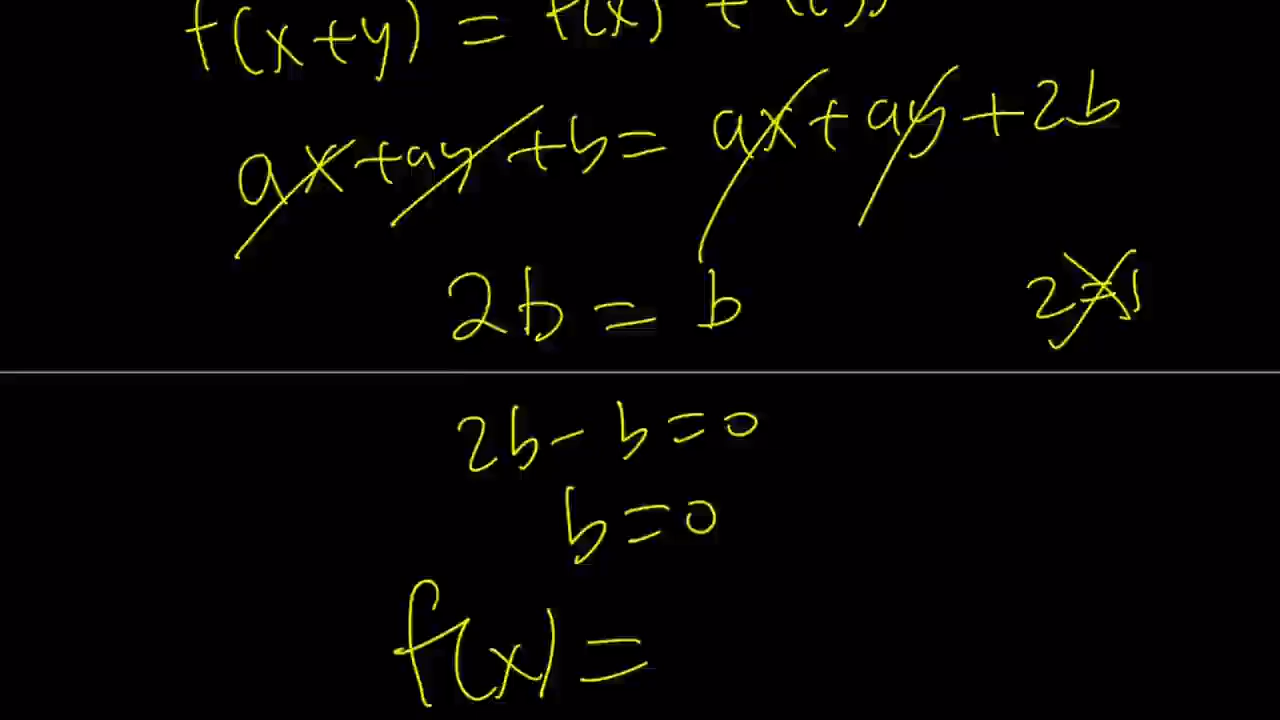 f(x+y) = f(x) +
ax+ay+b= ax+ay+2b
2b = b 2=1
2b-b=0
b=0
f(x)=